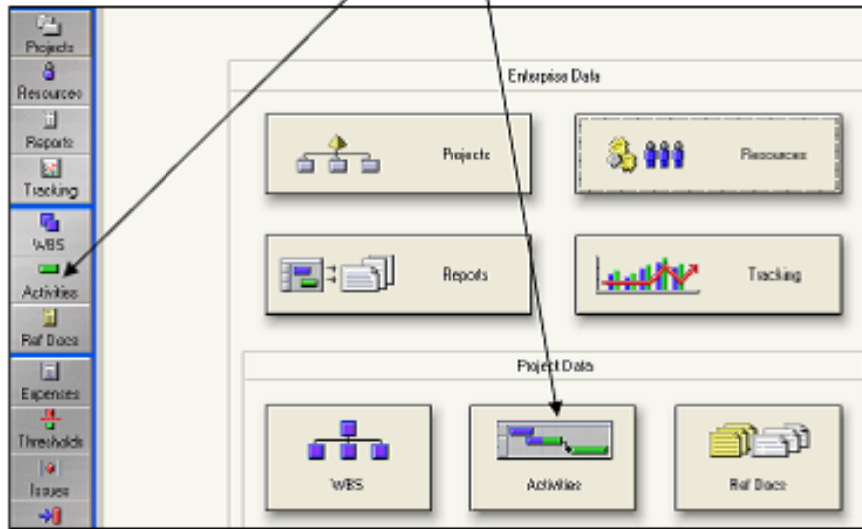 Projects
Resources
Reports
Tracking
WBS
Activities
Ref Docs
Expenses
Thresholds
Issues
Enterprise Data
Projects
Resources
Reports
Tracking
Project Data
WBS
Activities
Ref Docs